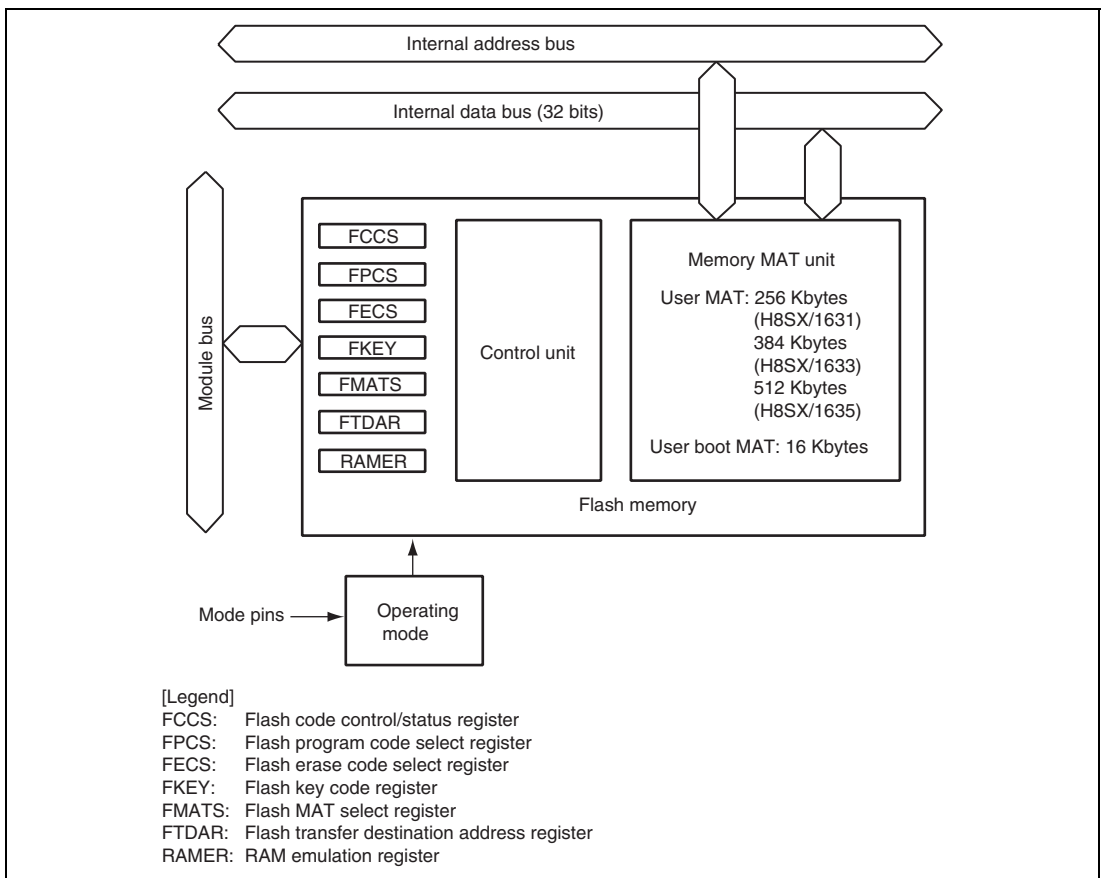 Internal address bus
Internal data bus (32 bits)
Module bus
FCCS
FPCS
FECS
FKEY
FMATS
FTDAR
RAMER
Control unit
Memory MAT unit
User MAT: 256 Kbytes
(H8SX/1631)
384 Kbytes
(H8SX/1633)
512 Kbytes
(H8SX/1635)
User boot MAT: 16 Kbytes
Flash memory
Mode pins
Operating
mode
[Legend]
FCCS: Flash code control/status register
FPCS: Flash program code select register
FECS: Flash erase code select register
FKEY: Flash key code register
FMATS: Flash MAT select register
FTDAR: Flash transfer destination address register
RAMER: RAM emulation register